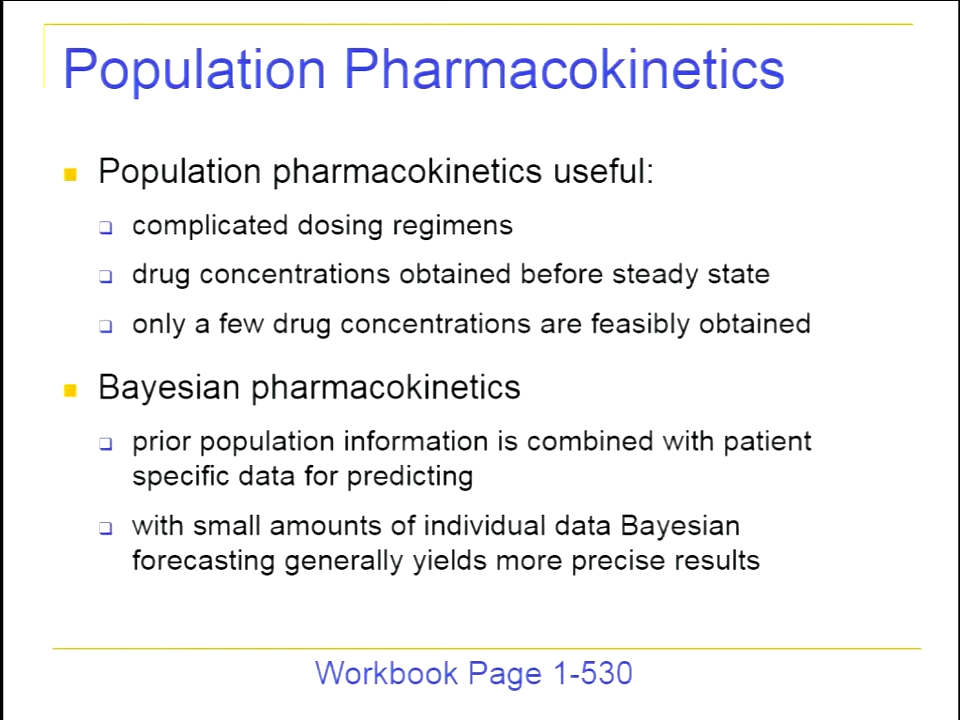 Population Pharmacokinetics
Population pharmacokinetics useful:
complicated dosing regimens
drug concentrations obtained before steady state
only a few drug concentrations are feasibly obtained
Bayesian pharmacokinetics
prior population information is combined with patient
specific data for predicting
with small amounts of individual data Bayesian
forecasting generally yields more precise results
Workbook Page 1-530